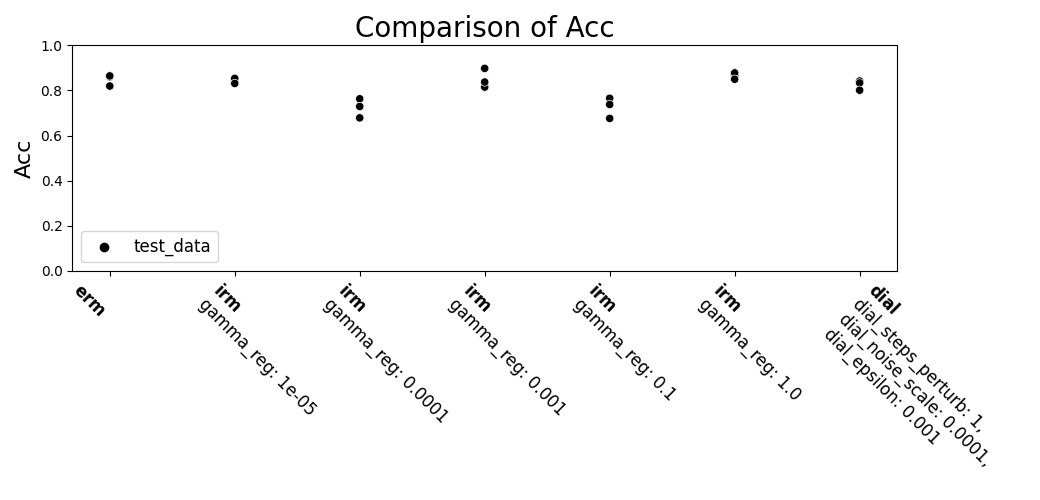 Comparison of Acc
1.0
0.8
0.6
0.4
0.2
0.0
Acc
test_data
erm
irm
gamma_reg: 1e-05
irm
gamma_reg: 0.0001
irm
gamma_reg: 0.001
irm
gamma_reg: 0.1
irm
gamma_reg: 1.0
dial
dial_steps_perturb: 1,
dial_noise_scale: 0.0001,
dial_epsilon: 0.001